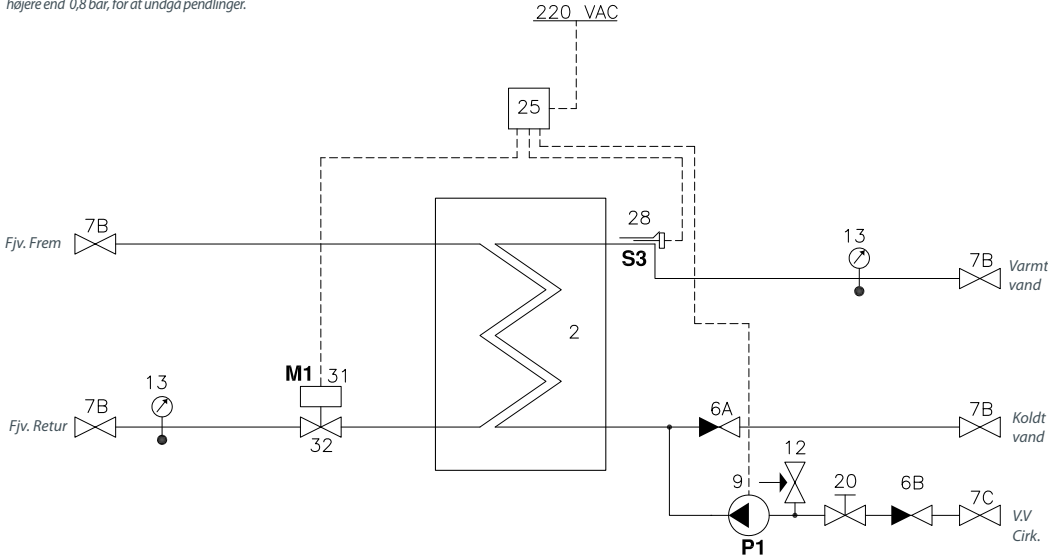 højere end 0,8 bar, for at undgå pendlinger.
220 VAC
25
28
S3
13
7B
Fjv. Frem
7B
Varmt
vand
2
M1 31
32
13
7B
Fjv. Retur
6A
7B
Koldt
vand
12
9
20
6B
7C
P1
V.V
Cirk.